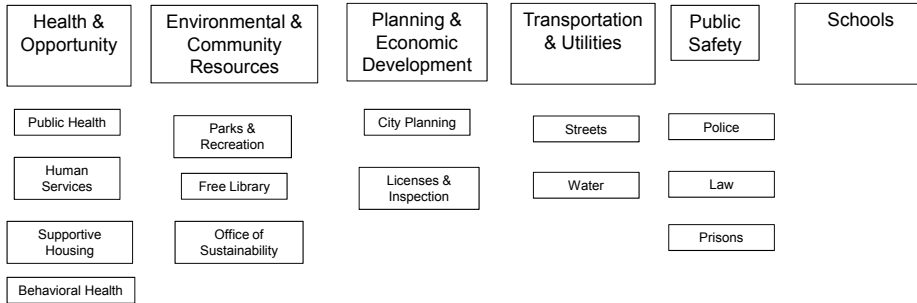 Health &
Opportunity
Environmental &
Community
Resources
Planning &
Economic
Development
Transportation
& Utilities
Public
Safety
Schools
Public Health
Human
Services
Supportive
Housing
Behavioral Health
Parks &
Recreation
Free Library
Office of
Sustainability
City Planning
Licenses &
Inspection
Streets
Water
Police
Law
Prisons